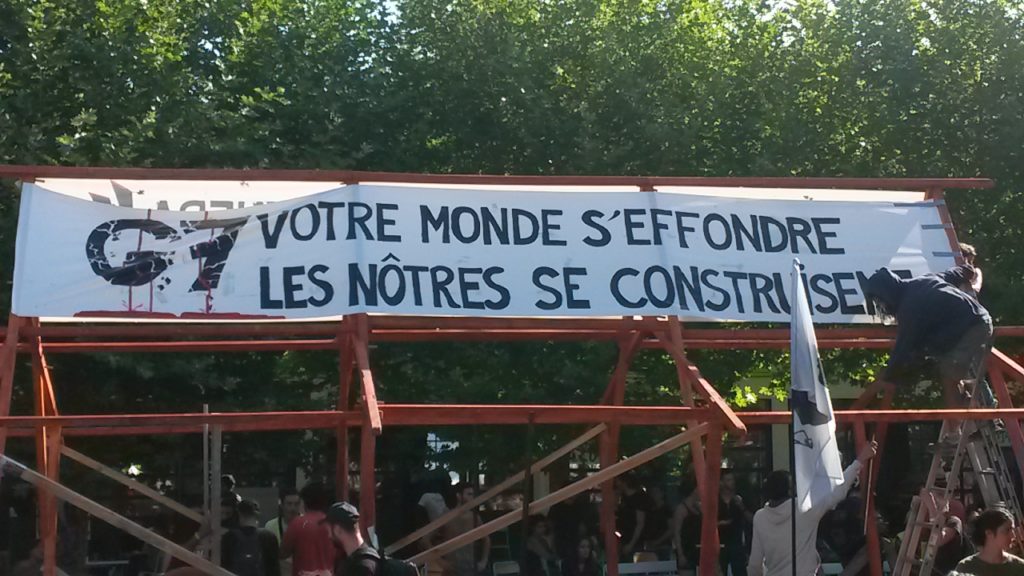 G7
VOTRE MONDE S'EFFONDRE
LES NÔTRES SE CONSTRUISENT